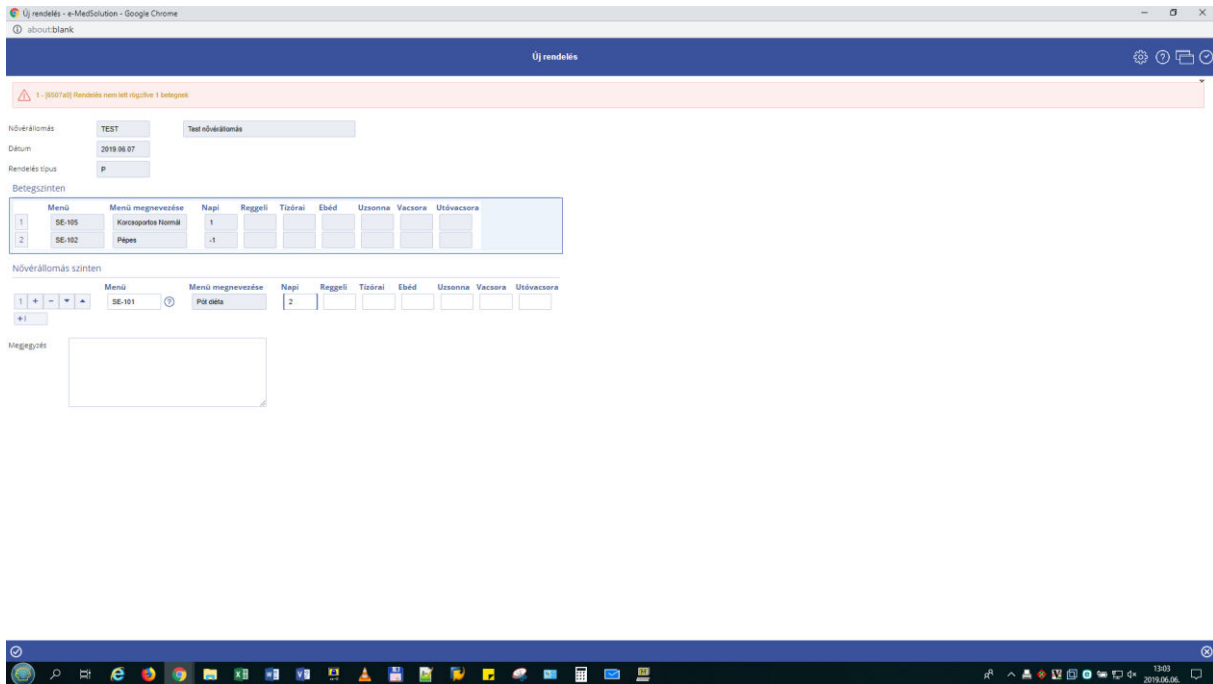 Új rendelés - e-MedSolution - Google Chrome
about:blank
Új rendelés
1 - [6507a9] Rendelés nem lett rögzítve 1 betegnek
Nővérállomás TEST Test nővérállomás
Dátum 2019.06.07
Rendelés típus P
Betegszinten
Menü Menü megnevezése Napi Reggeli Tízórai Ebéd Uzsonna Vacsora Utóvacsora
1 SE-105 Korcsoportos Normál 1
2 SE-102 Pépes -1
Nővérállomás szinten
Menü Menü megnevezése Napi Reggeli Tízórai Ebéd Uzsonna Vacsora Utóvacsora
1 + - SE-101 Pót diéta 2
+I
Megjegyzés
13:03
2019.06.06.